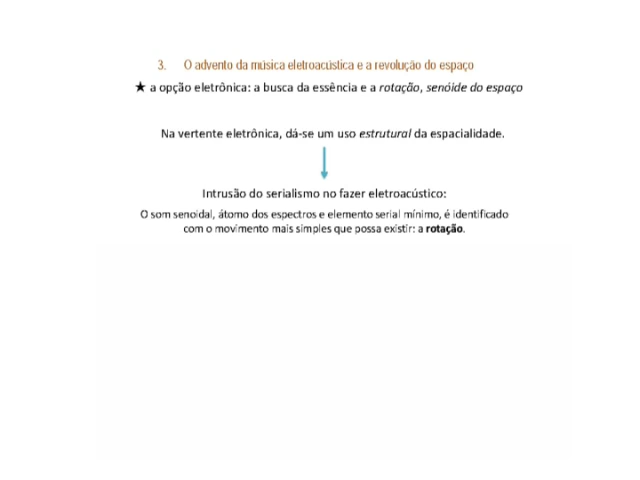 3. O advento da música eletroacústica e a revolução do espaço
★ a opção eletrônica: a busca da essência e a rotação, senóide do espaço
Na vertente eletrônica, dá-se um uso estrutural da espacialidade.
Intrusão do serialismo no fazer eletroacústico:
O som senoidal, átomo dos espectros e elemento serial mínimo, é identificado
com o movimento mais simples que possa existir: a rotação.